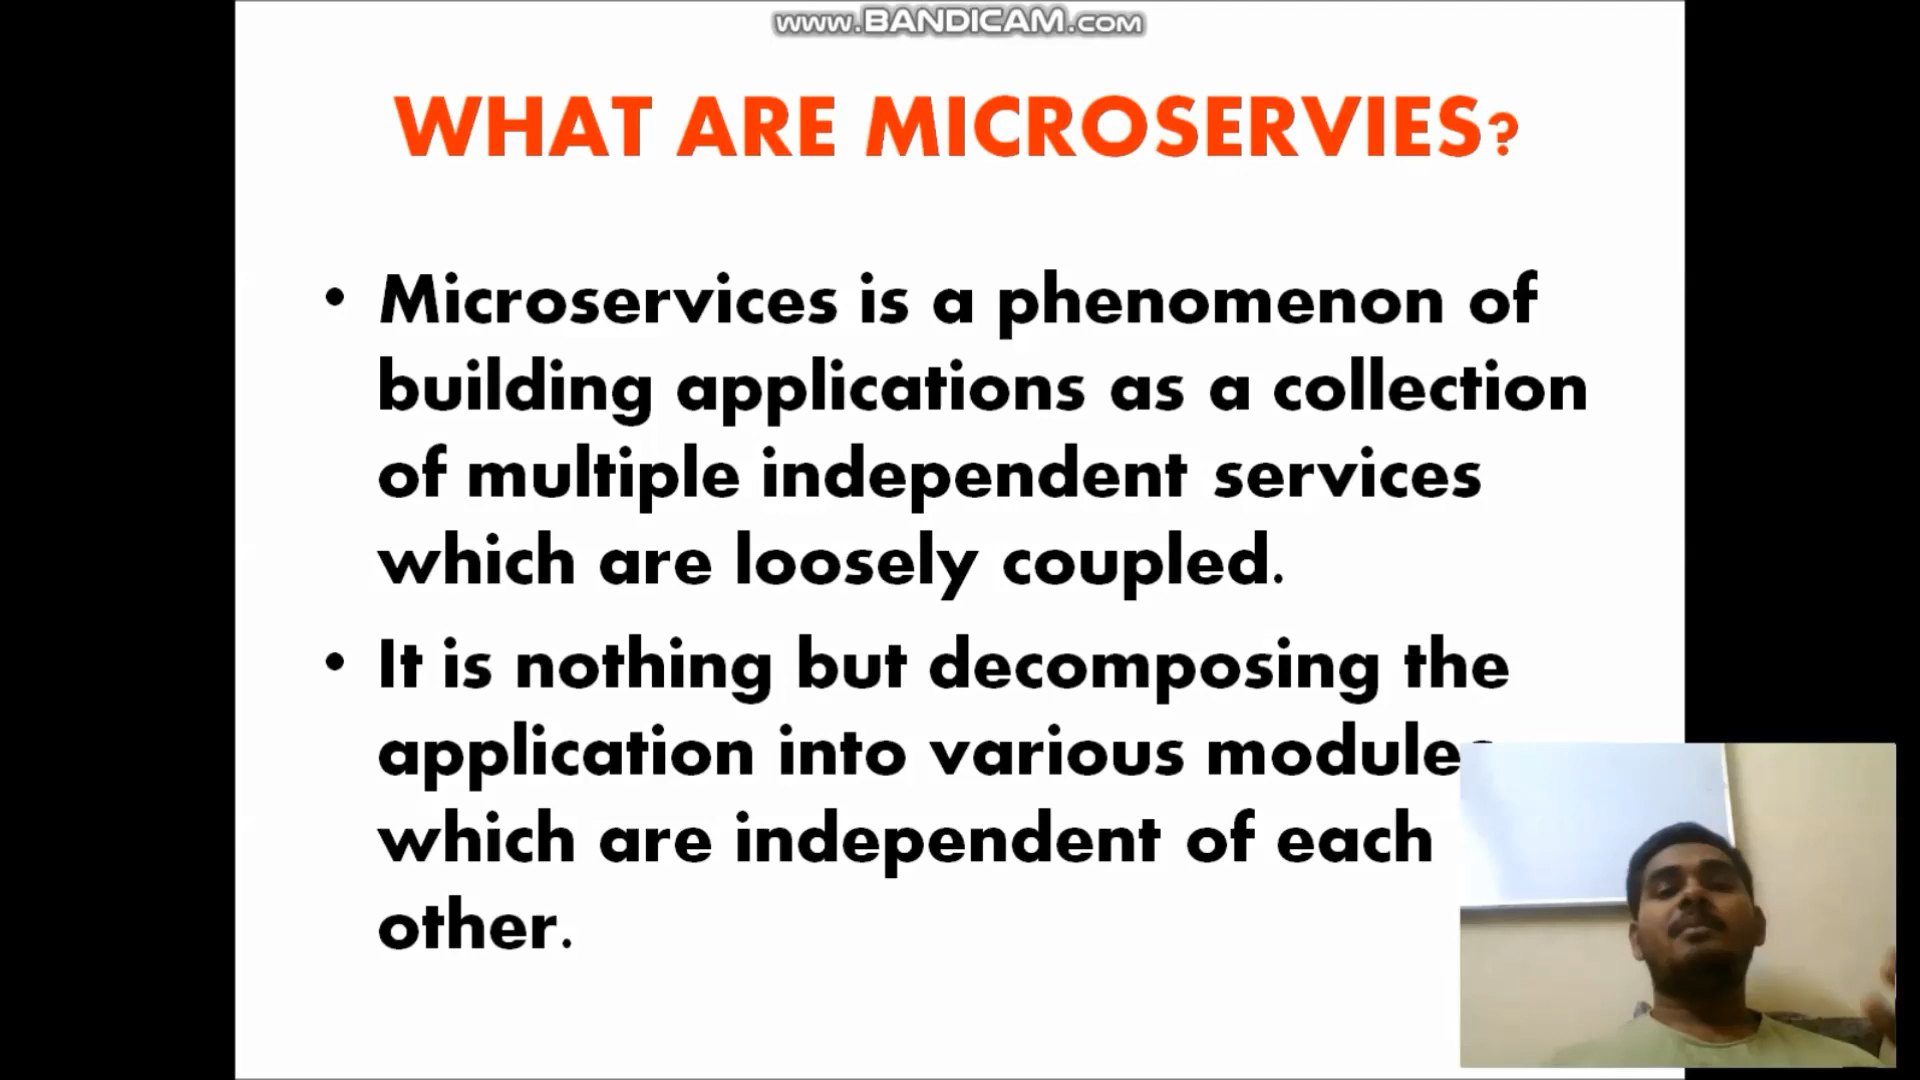 www.BANDICAM.com
WHAT ARE MICROSERVIES?
• Microservices is a phenomenon of
building applications as a collection
of multiple independent services
which are loosely coupled.
• It is nothing but decomposing the
application into various modules
which are independent of each
other.